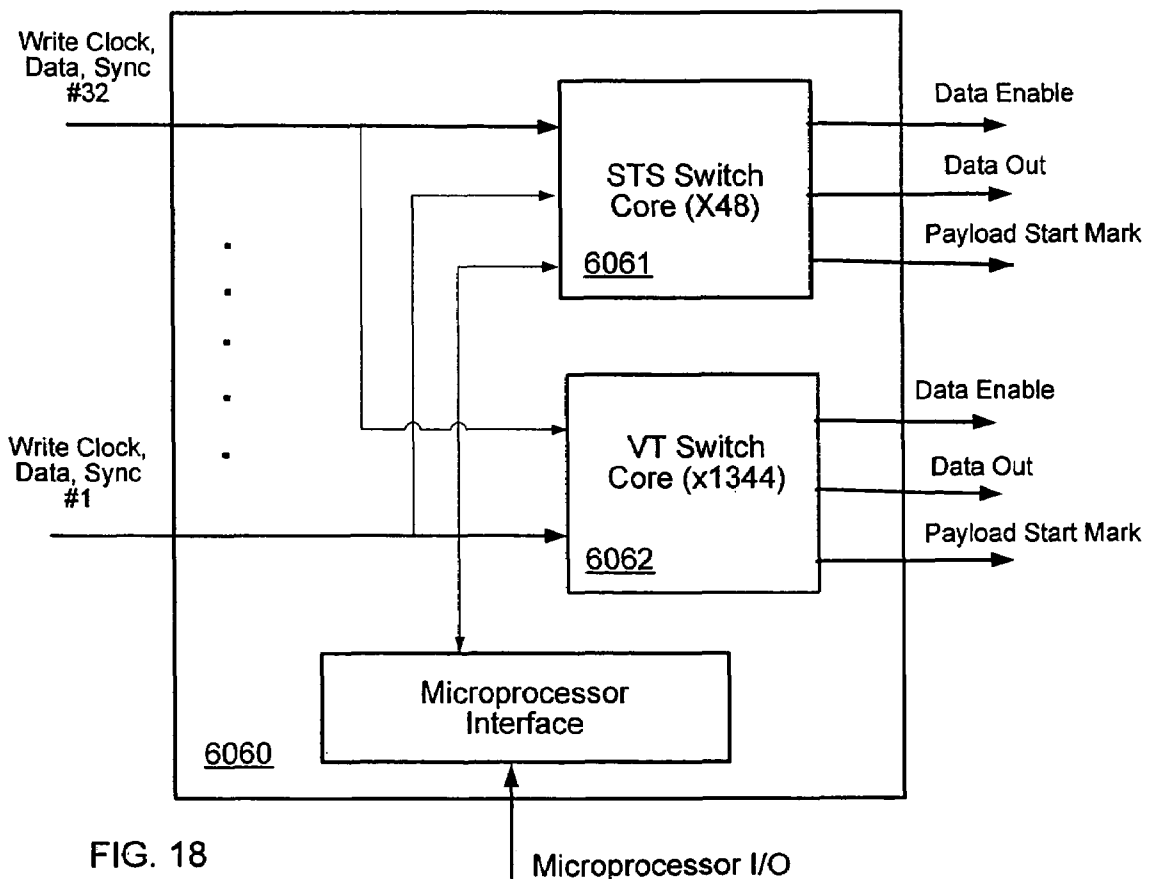 Write Clock,
Data, Sync
#32
Data Enable
STS Switch
Core (X48)
Data Out
Payload Start Mark
6061
Data Enable
Write Clock,
Data, Sync
#1
VT Switch
Core (x1344)
Data Out
Payload Start Mark
6062
Microprocessor
Interface
6060
FIG. 18
Microprocessor I/O